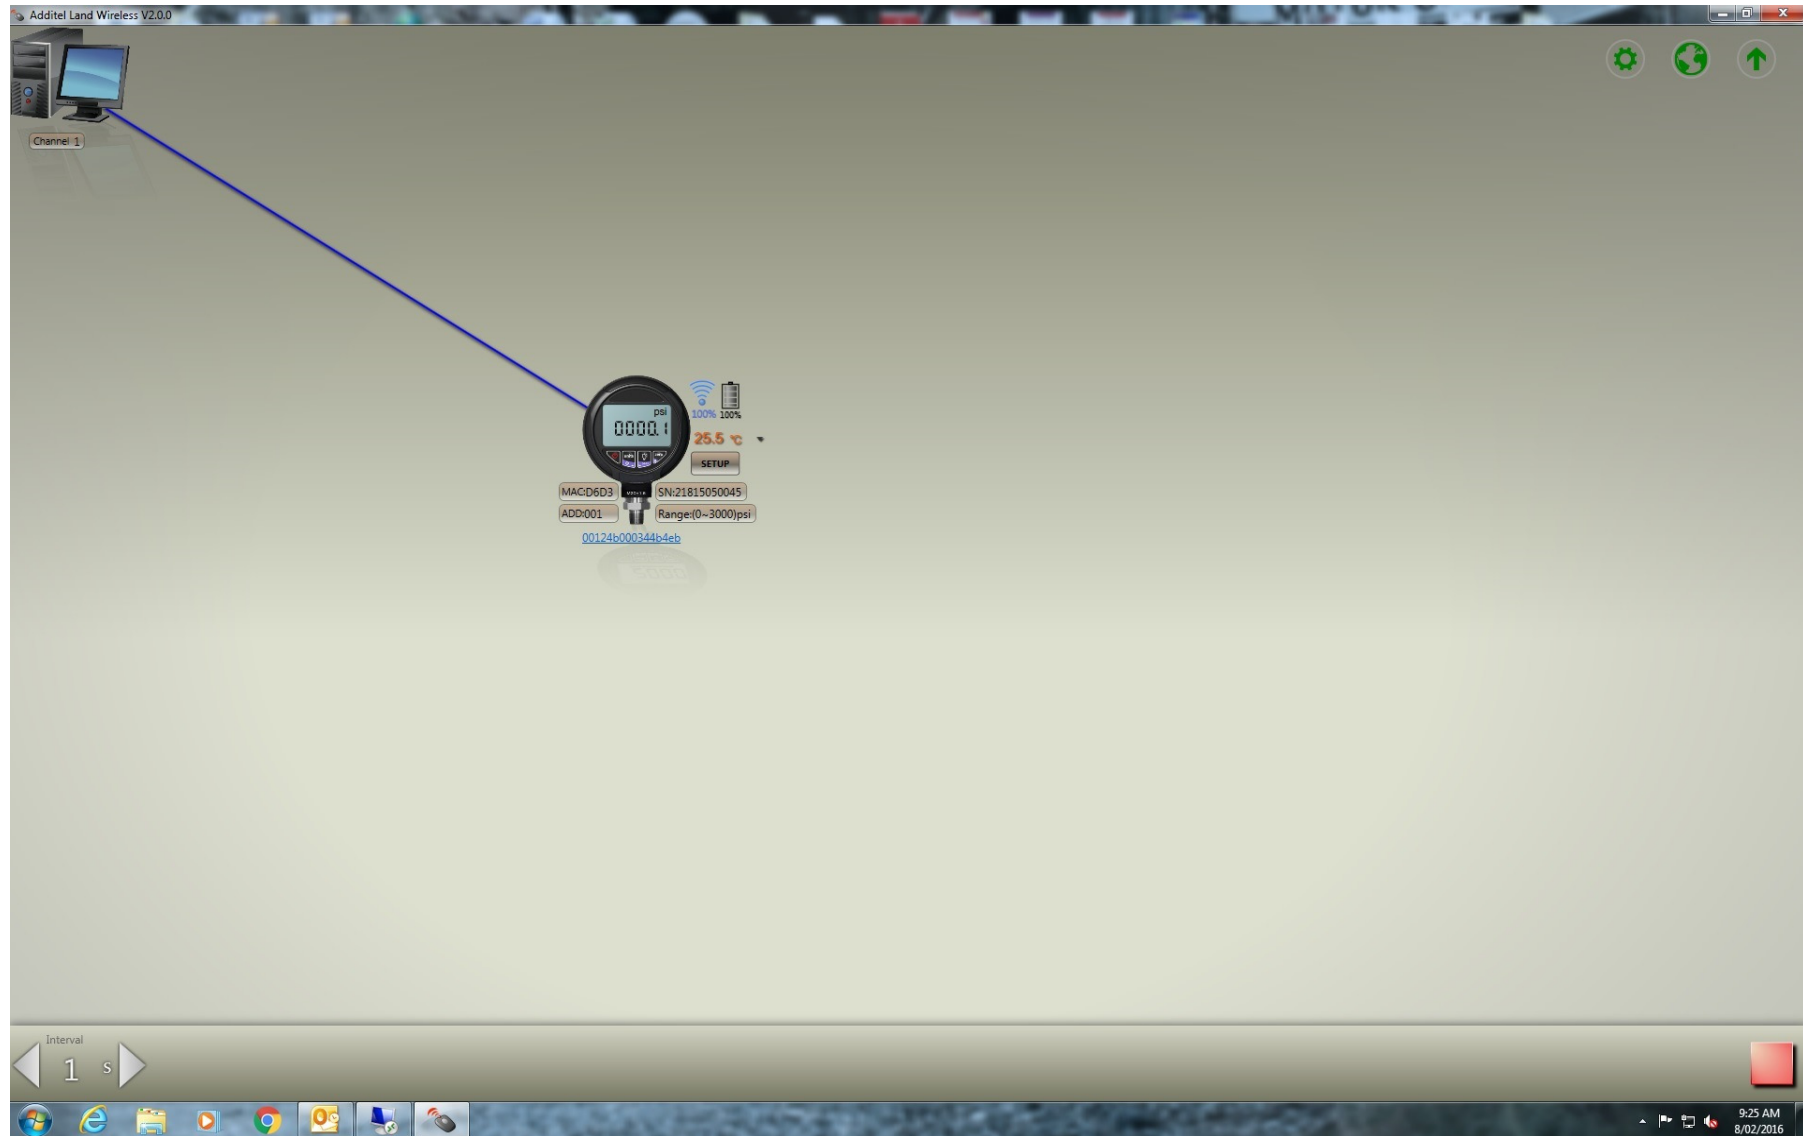 Additel Land Wireless V2.0.0
Channel 1
psi
0000.1
100% 100%
25.5 °C
SETUP
MAC:D6D3
SN:21815050045
ADD:001
Range:(0~3000)psi
00124b000344b4eb
Interval
1 s
9:25 AM
8/02/2016